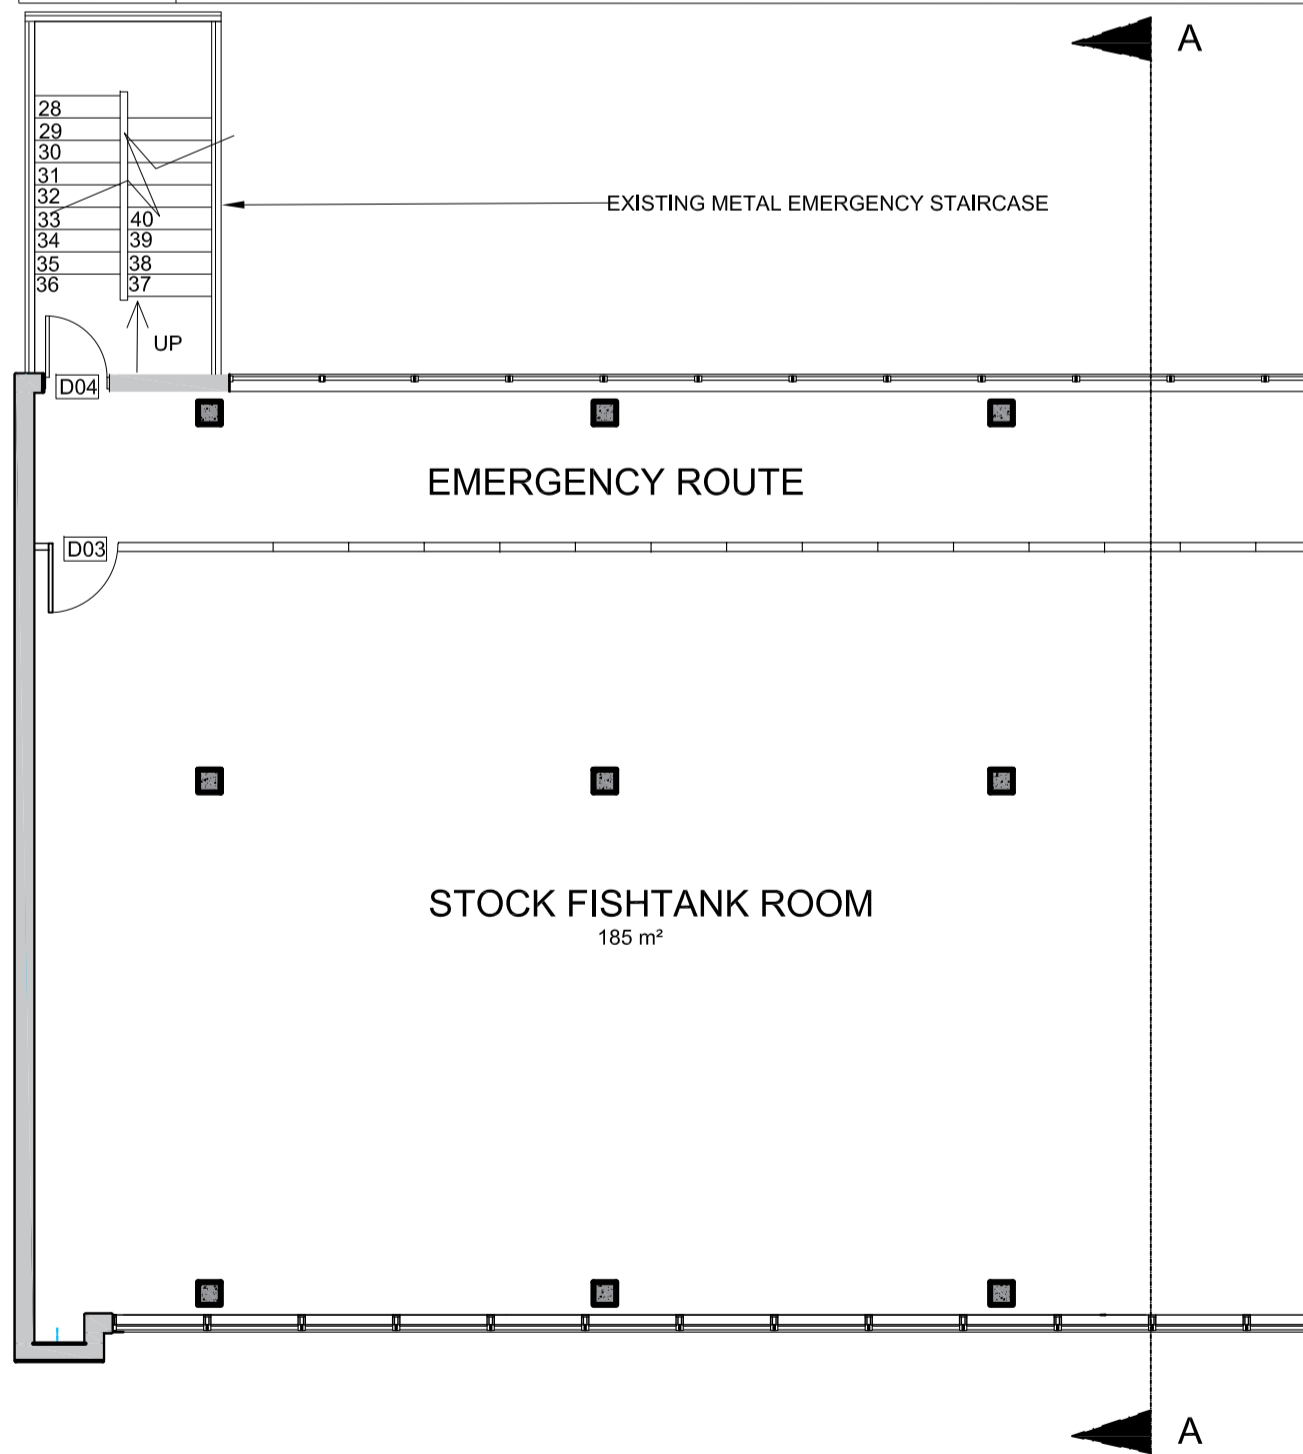 A
28
29
30
31
32
33 40
34 39
35 38
36 37
EXISTING METAL EMERGENCY STAIRCASE
UP
D04
EMERGENCY ROUTE
D03
STOCK FISHTANK ROOM
185 m²
A